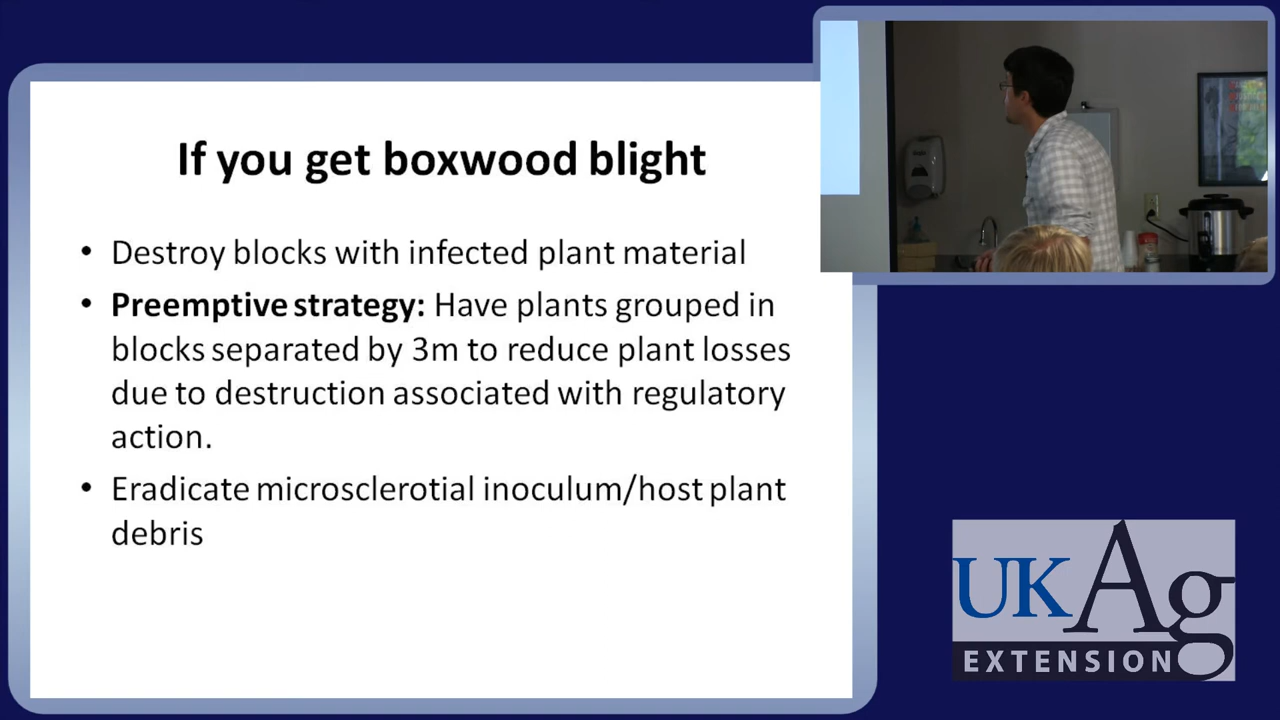 If you get boxwood blight
• Destroy blocks with infected plant material
• Preemptive strategy: Have plants grouped in
blocks separated by 3m to reduce plant losses
due to destruction associated with regulatory
action.
• Eradicate microsclerotial inoculum/host plant
debris
UKAg
EXTENSION